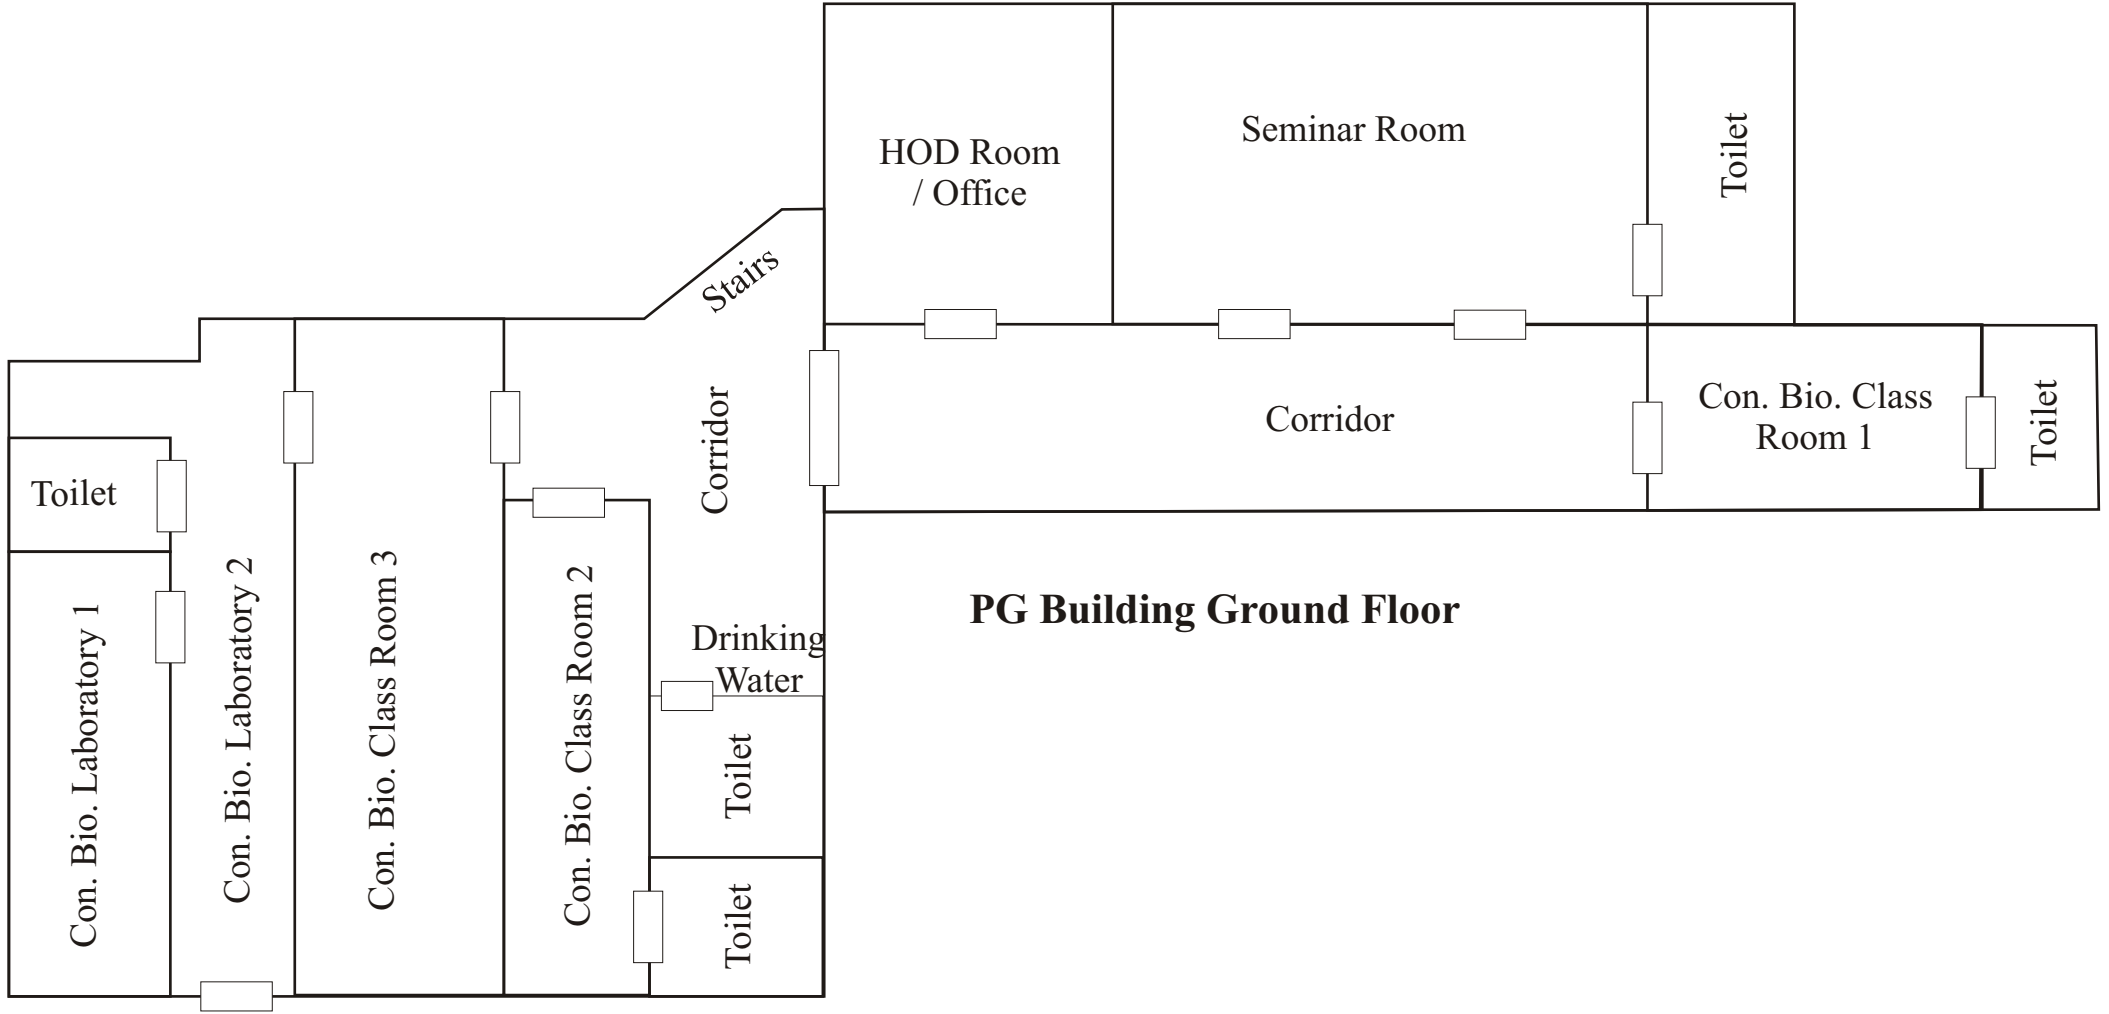 HOD Room
/ Office
Seminar Room
Toilet
Stairs
Corridor
Corridor
Con. Bio. Class
Room 1
Toilet
Toilet
Con. Bio. Laboratory 1
Con. Bio. Laboratory 2
Con. Bio. Class Room 3
Con. Bio. Class Room 2
Drinking
Water
Toilet
Toilet
PG Building Ground Floor